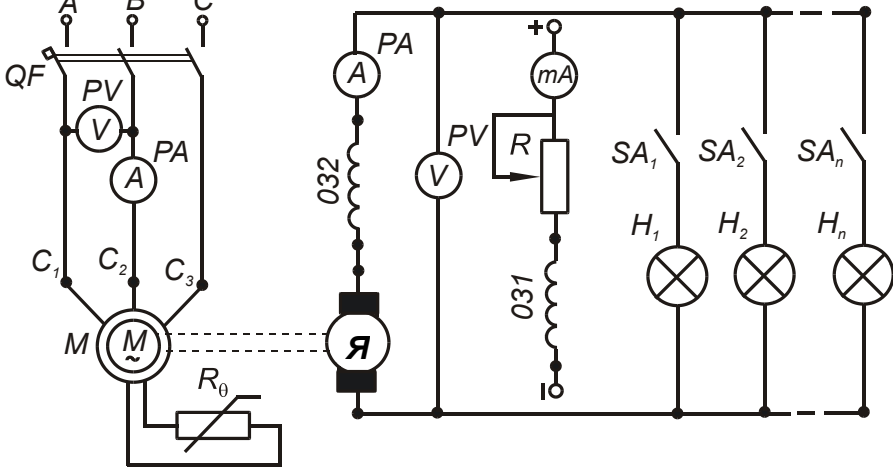 A B C
QF
PV
V
PA
A
C₁ C₂ C₃
M
M
~
Rθ
PA
A
032
Я
PV
V
+
mA
R
031
SA₁ SA₂ SAₙ
H₁ H₂ Hₙ